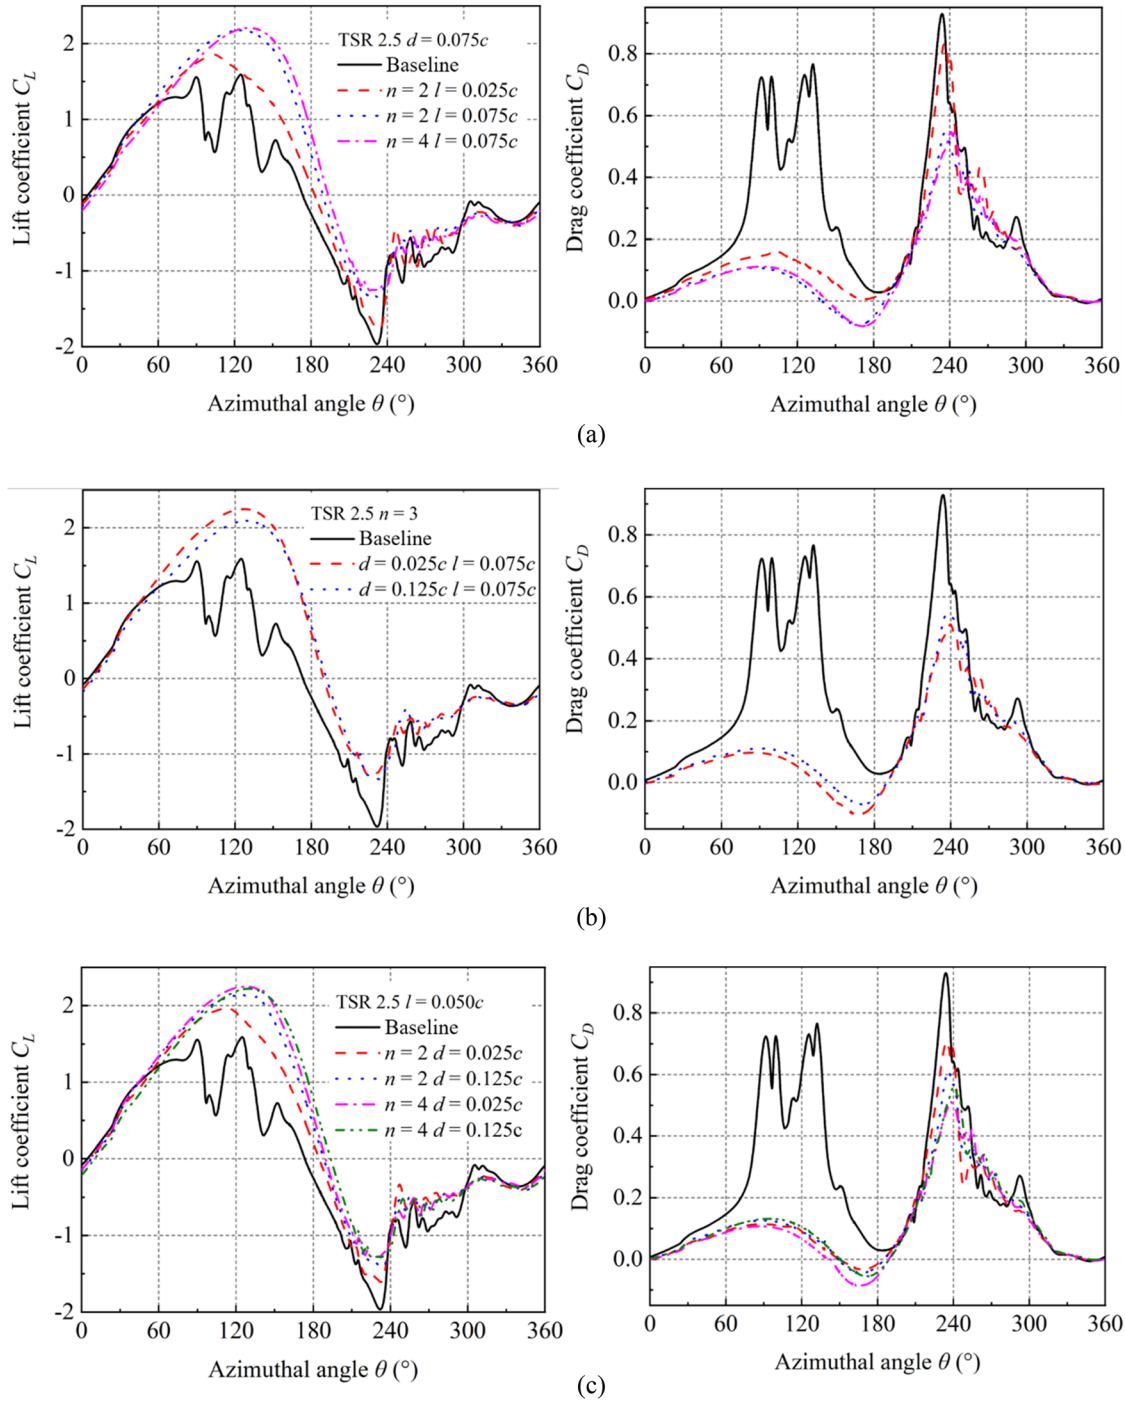 TSR 2.5 d = 0.075c
Baseline
n = 2 l = 0.025c
n = 2 l = 0.075c
n = 4 l = 0.075c
Lift coefficient C_L
2
1
0
-1
-2
0 60 120 180 240 300 360
Azimuthal angle θ (°)
Drag coefficient C_D
0.8
0.6
0.4
0.2
0.0
0 60 120 180 240 300 360
Azimuthal angle θ (°)
(a)
TSR 2.5 n = 3
Baseline
d = 0.025c l = 0.075c
d = 0.125c l = 0.075c
Lift coefficient C_L
2
1
0
-1
-2
0 60 120 180 240 300 360
Azimuthal angle θ (°)
Drag coefficient C_D
0.8
0.6
0.4
0.2
0.0
0 60 120 180 240 300 360
Azimuthal angle θ (°)
(b)
TSR 2.5 l = 0.050c
Baseline
n = 2 d = 0.025c
n = 2 d = 0.125c
n = 4 d = 0.025c
n = 4 d = 0.125c
Lift coefficient C_L
2
1
0
-1
-2
0 60 120 180 240 300 360
Azimuthal angle θ (°)
Drag coefficient C_D
0.8
0.6
0.4
0.2
0.0
0 60 120 180 240 300 360
Azimuthal angle θ (°)
(c)